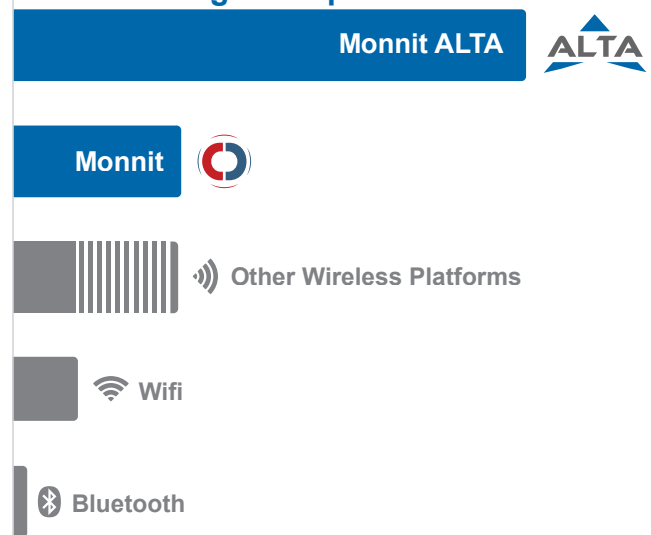 Monnit ALTA
ALTA
Monnit
Other Wireless Platforms
Wifi
Bluetooth